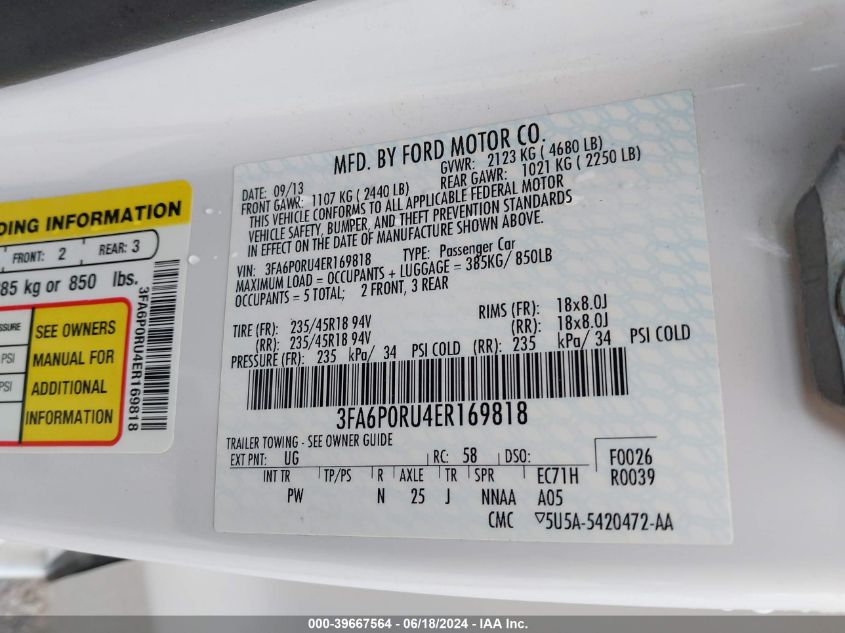 DING INFORMATION
FRONT: 2 REAR: 3
85 kg or 850 lbs.
SSURE
PSI
PSI
SEE OWNERS
MANUAL FOR
ADDITIONAL
INFORMATION
3FA6P0RU4ER169818
MFD. BY FORD MOTOR CO.
DATE: 09/13 GVWR: 2123 KG ( 4680 LB)
FRONT GAWR: 1107 KG ( 2440 LB) REAR GAWR: 1021 KG ( 2250 LB)
THIS VEHICLE CONFORMS TO ALL APPLICABLE FEDERAL MOTOR
VEHICLE SAFETY, BUMPER, AND THEFT PREVENTION STANDARDS
IN EFFECT ON THE DATE OF MANUFACTURE SHOWN ABOVE.
VIN: 3FA6P0RU4ER169818 TYPE: Passenger Car
MAXIMUM LOAD = OCCUPANTS + LUGGAGE = 385KG/ 850LB
OCCUPANTS = 5 TOTAL; 2 FRONT, 3 REAR
TIRE (FR): 235/45R18 94V RIMS (FR): 18x8.0J
(RR): 235/45R18 94V (RR): 18x8.0J
PRESSURE (FR): 235 kPa/ 34 PSI COLD (RR): 235 kPa/ 34 PSI COLD
3FA6P0RU4ER169818
TRAILER TOWING - SEE OWNER GUIDE
EXT PNT: UG RC: 58 DSO: F0026
INT TR TP/PS R AXLE TR SPR EC71H R0039
PW N 25 J NNAA A05
CMC ▽5U5A-5420472-AA
000-39667564 - 06/18/2024 - IAA Inc.